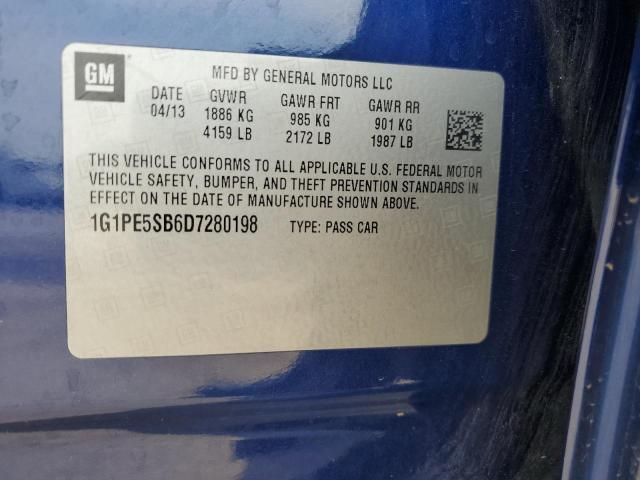 GM
MFD BY GENERAL MOTORS LLC
DATE GVWR GAWR FRT GAWR RR
04/13 1886 KG 985 KG 901 KG
4159 LB 2172 LB 1987 LB
THIS VEHICLE CONFORMS TO ALL APPLICABLE U.S. FEDERAL MOTOR
VEHICLE SAFETY, BUMPER, AND THEFT PREVENTION STANDARDS IN
EFFECT ON THE DATE OF MANUFACTURE SHOWN ABOVE.
1G1PE5SB6D7280198 TYPE: PASS CAR